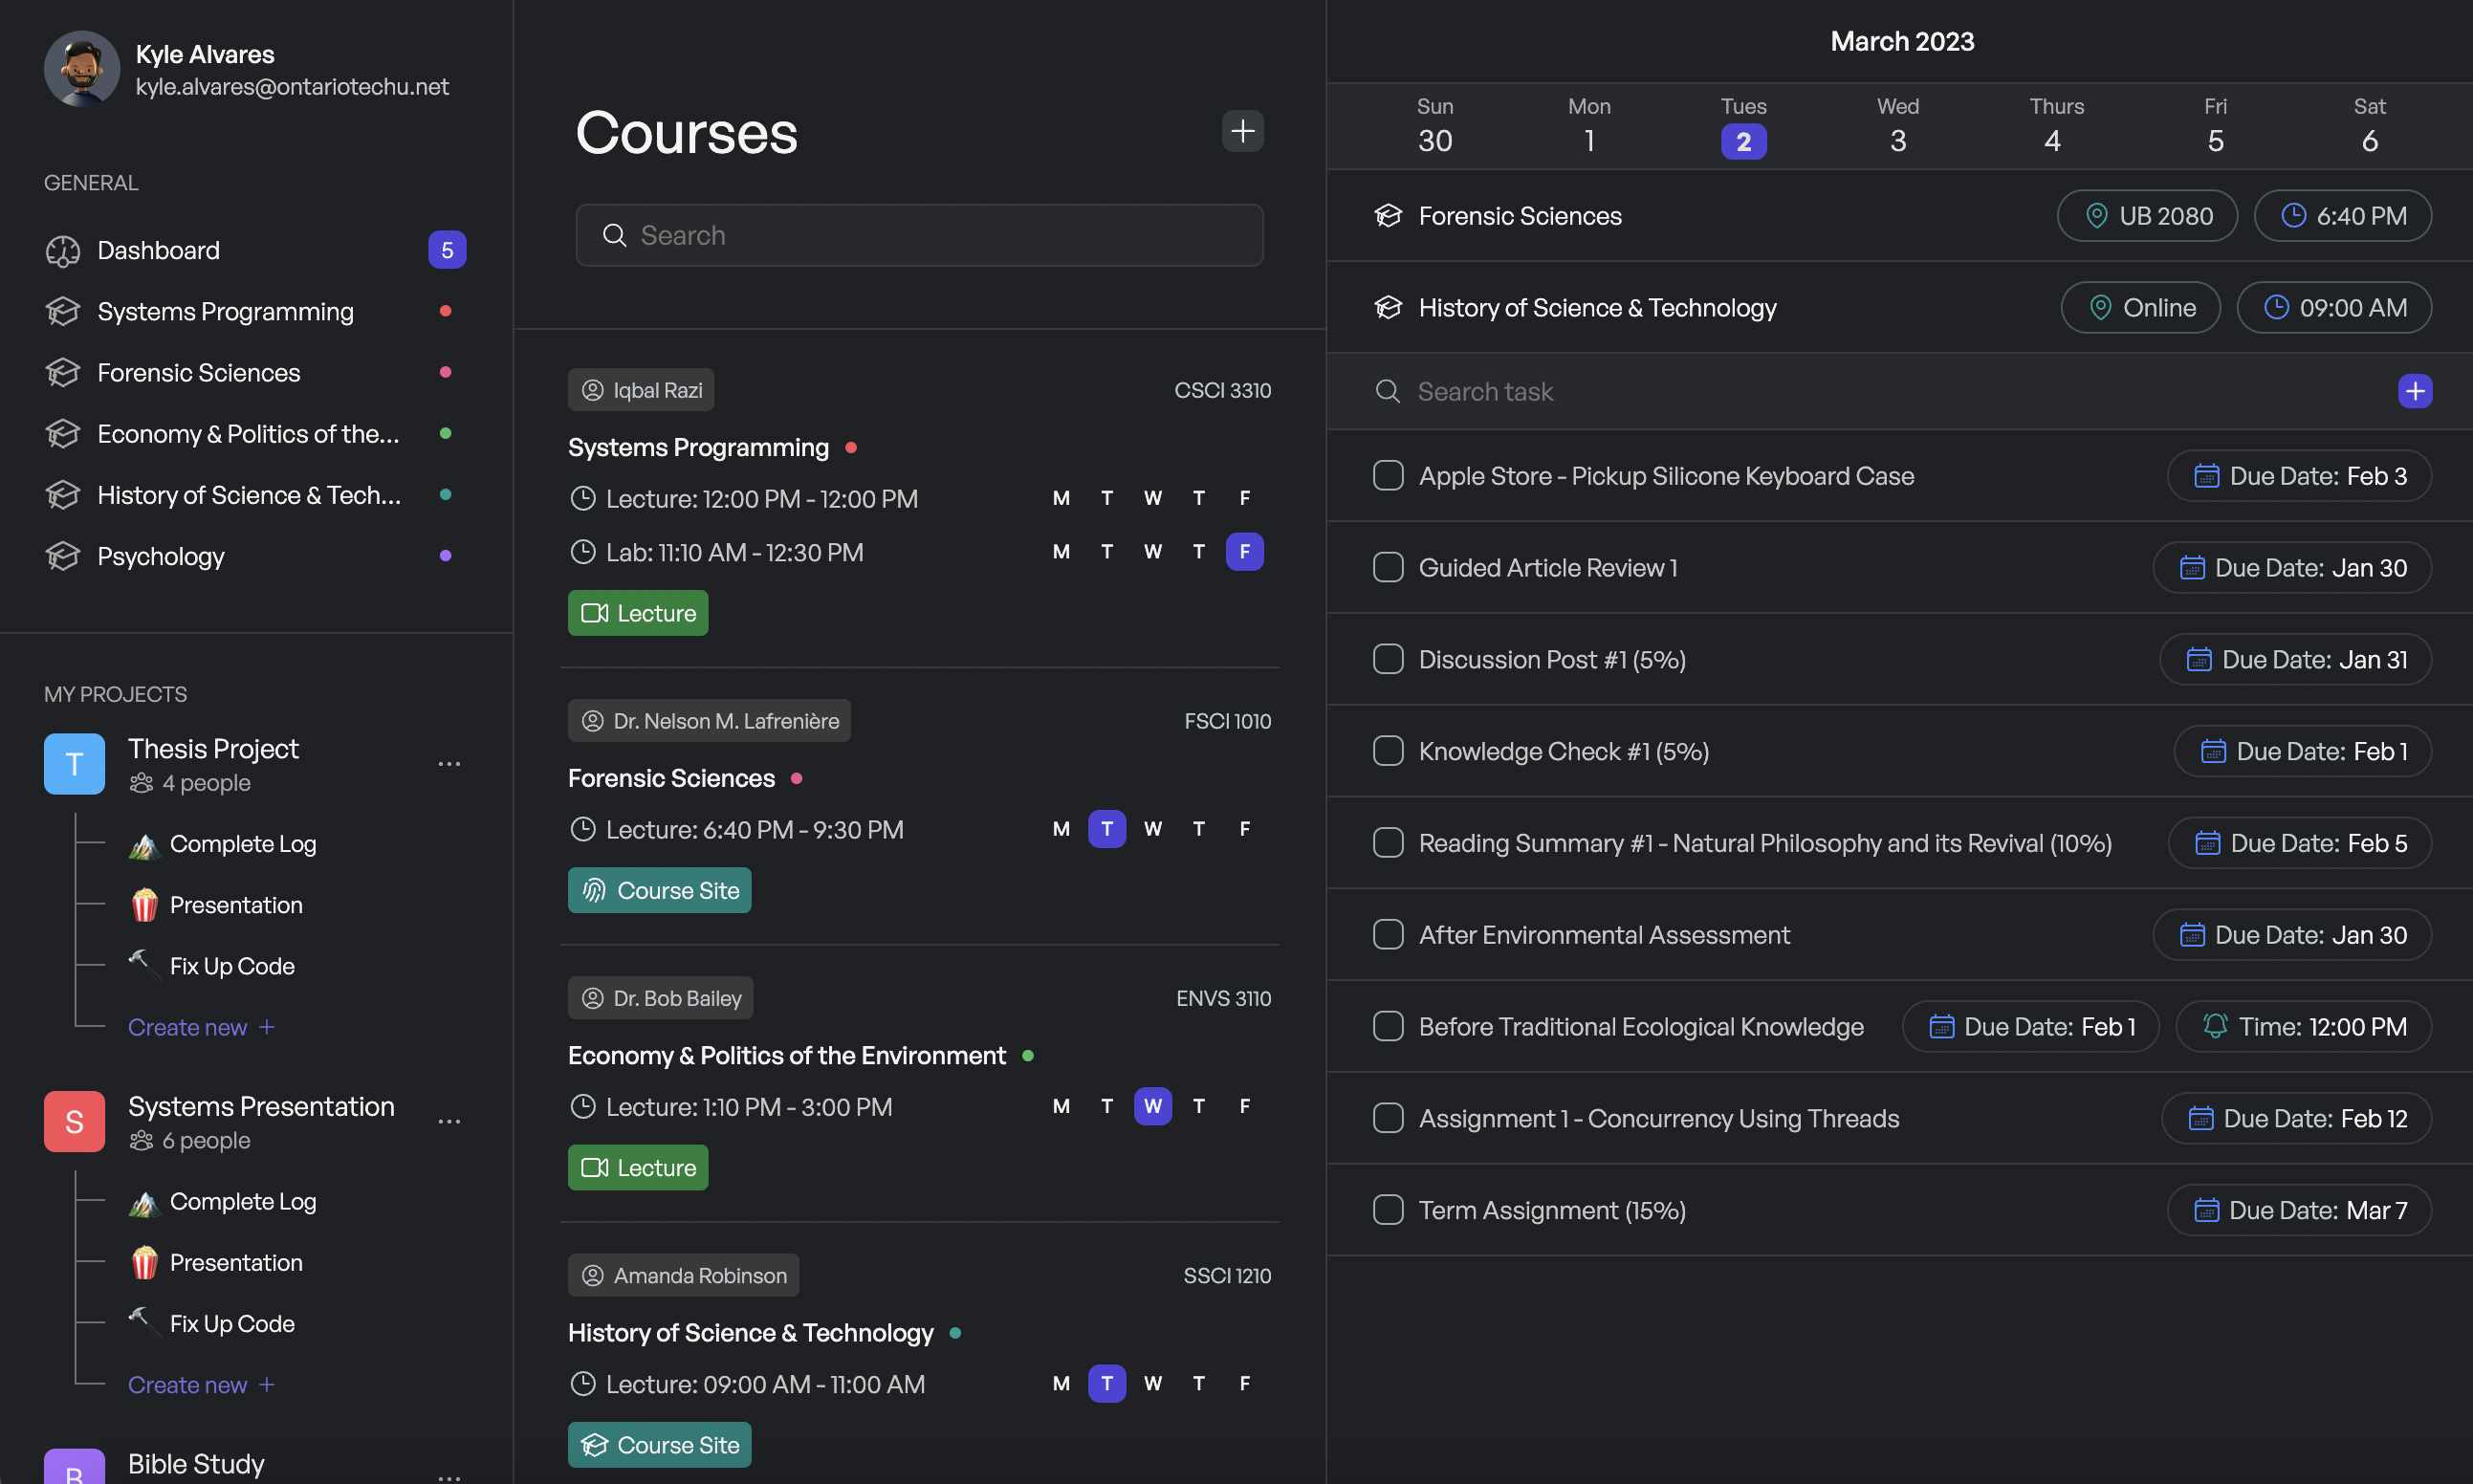 Kyle Alvares
kyle.alvares@ontariotechu.net
GENERAL
Dashboard 5
Systems Programming
Forensic Sciences
Economy & Politics of the...
History of Science & Tech...
Psychology
MY PROJECTS
T Thesis Project
4 people
Complete Log
Presentation
Fix Up Code
Create new +
S Systems Presentation
6 people
Complete Log
Presentation
Fix Up Code
Create new +
B Bible Study
Courses
Search
Iqbal Razi CSCI 3310
Systems Programming
Lecture: 12:00 PM - 12:00 PM M T W T F
Lab: 11:10 AM - 12:30 PM M T W T F
Lecture
Dr. Nelson M. Lafrenière FSCI 1010
Forensic Sciences
Lecture: 6:40 PM - 9:30 PM M T W T F
Course Site
Dr. Bob Bailey ENVS 3110
Economy & Politics of the Environment
Lecture: 1:10 PM - 3:00 PM M T W T F
Lecture
Amanda Robinson SSCI 1210
History of Science & Technology
Lecture: 09:00 AM - 11:00 AM M T W T F
Course Site
March 2023
Sun Mon Tues Wed Thurs Fri Sat
30 1 2 3 4 5 6
Forensic Sciences UB 2080 6:40 PM
History of Science & Technology Online 09:00 AM
Search task
Apple Store - Pickup Silicone Keyboard Case Due Date: Feb 3
Guided Article Review 1 Due Date: Jan 30
Discussion Post #1 (5%) Due Date: Jan 31
Knowledge Check #1 (5%) Due Date: Feb 1
Reading Summary #1 - Natural Philosophy and its Revival (10%) Due Date: Feb 5
After Environmental Assessment Due Date: Jan 30
Before Traditional Ecological Knowledge Due Date: Feb 1 Time: 12:00 PM
Assignment 1 - Concurrency Using Threads Due Date: Feb 12
Term Assignment (15%) Due Date: Mar 7